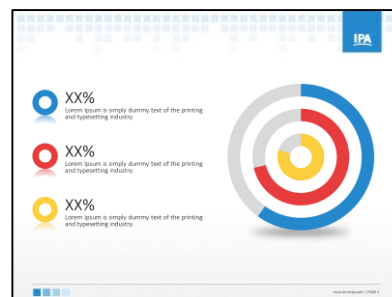 IPA
XX%
Lorem Ipsum is simply dummy text of the printing
and typesetting industry.
XX%
Lorem Ipsum is simply dummy text of the printing
and typesetting industry.
XX%
Lorem Ipsum is simply dummy text of the printing
and typesetting industry.
| PAGE 1